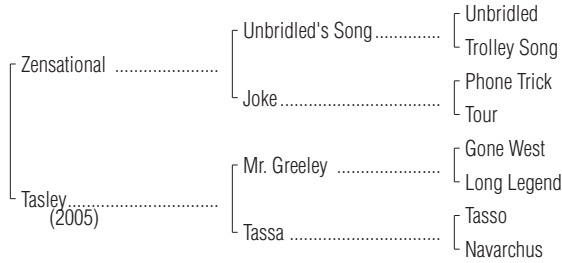 Unbridled
Unbridled's Song..............
Trolley Song
Zensational ......................
Phone Trick
Joke..................................
Tour
Gone West
Mr. Greeley ......................
Long Legend
Tasley................................
(2005)
Tasso
Tassa ................................
Navarchus